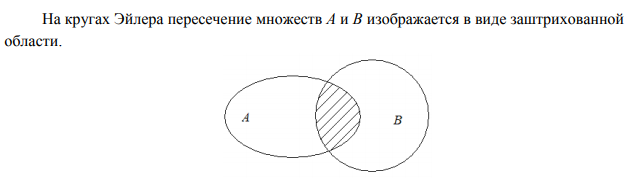 На кругах Эйлера пересечение множеств A и B изображается в виде заштрихованной
области.
A
B